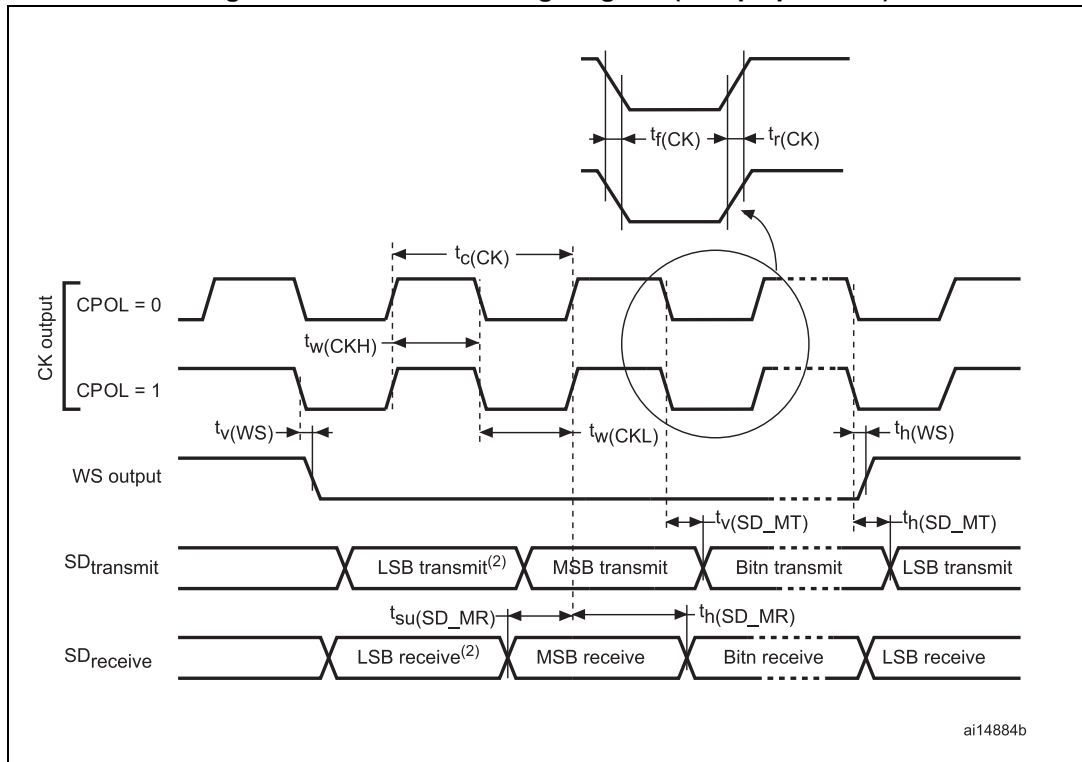 tf(CK)
tr(CK)
tc(CK)
CK output
CPOL = 0
tw(CKH)
CPOL = 1
tv(WS)
tw(CKL)
th(WS)
WS output
tv(SD_MT)
th(SD_MT)
SDtransmit
LSB transmit(2)
MSB transmit
Bitn transmit
LSB transmit
tsu(SD_MR)
th(SD_MR)
SDreceive
LSB receive(2)
MSB receive
Bitn receive
LSB receive
ai14884b